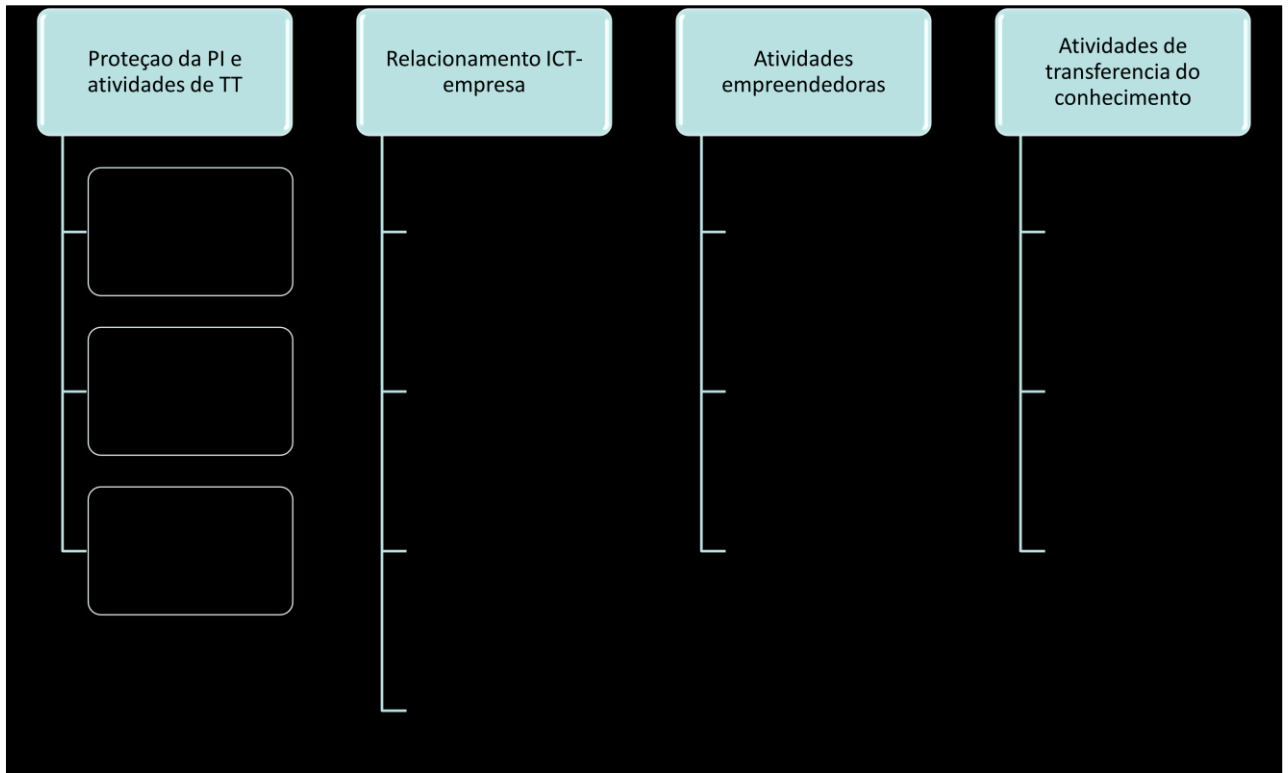 Proteçao da PI e
atividades de TT
Relacionamento ICT-
empresa
Atividades
empreendedoras
Atividades de
transferencia do
conhecimento